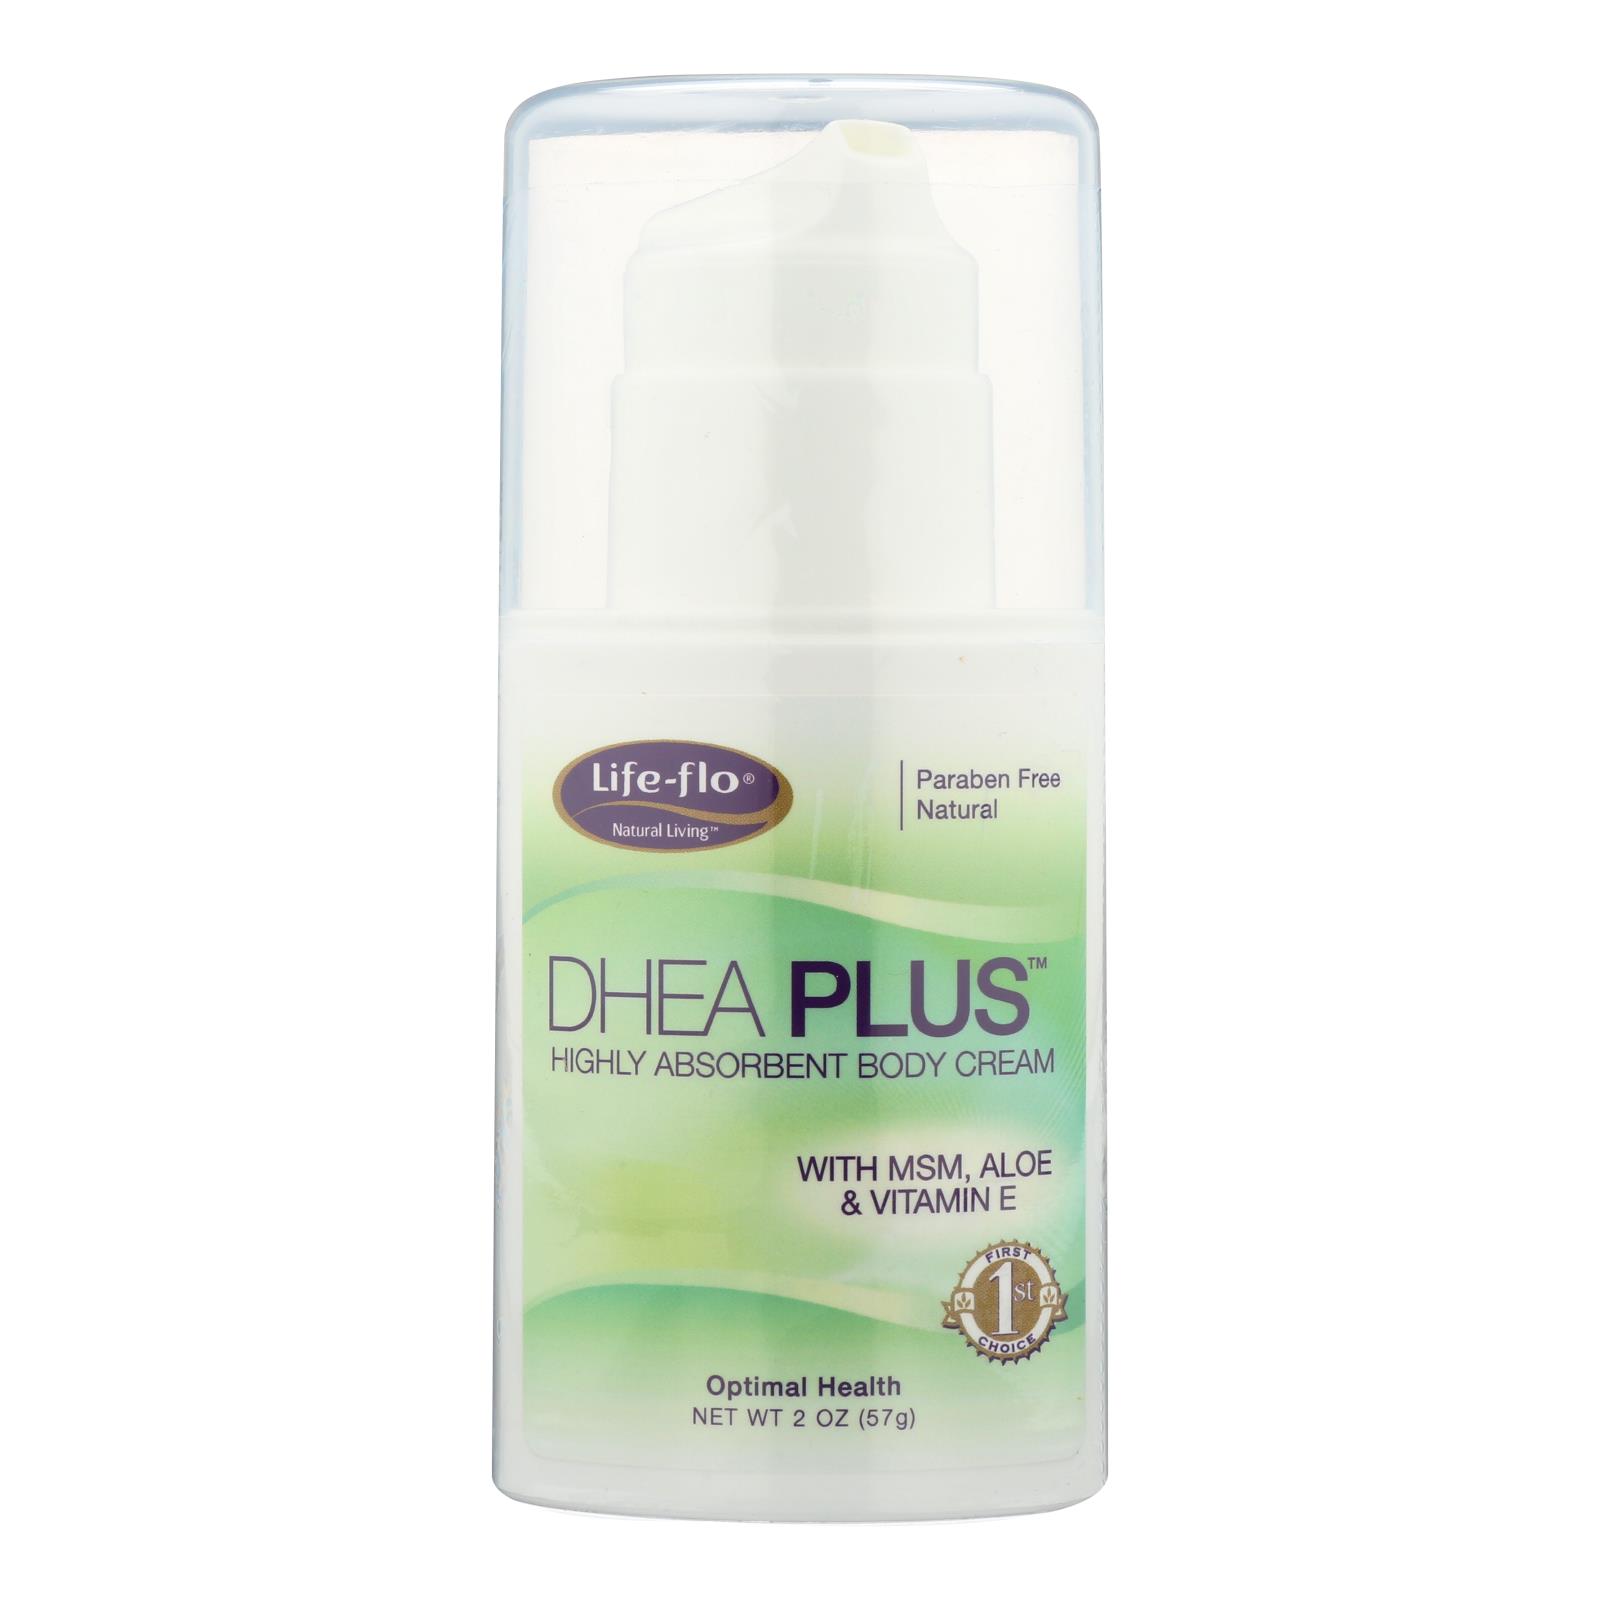 Life-flo®
Natural Living™
Paraben Free
Natural
DHEA PLUS™
HIGHLY ABSORBENT BODY CREAM
WITH MSM, ALOE
& VITAMIN E
FIRST
1st
CHOICE
Optimal Health
NET WT 2 OZ (57g)